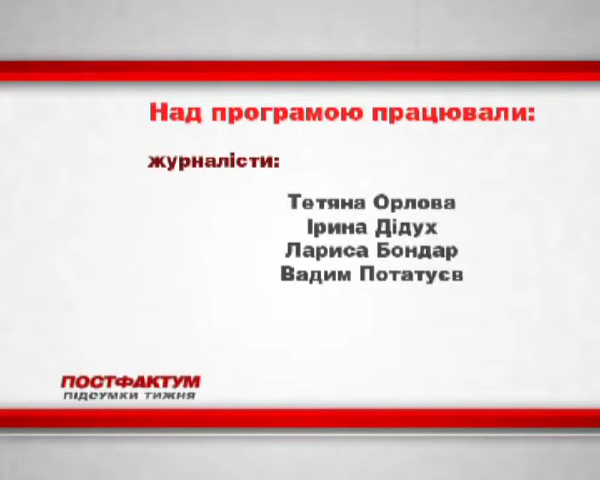 Над програмою працювали:
журналісти:
Тетяна Орлова
Ірина Дідух
Лариса Бондар
Вадим Потатуєв
ПОСТФАКТУМ
ПІДСУМКИ ТИЖНЯ